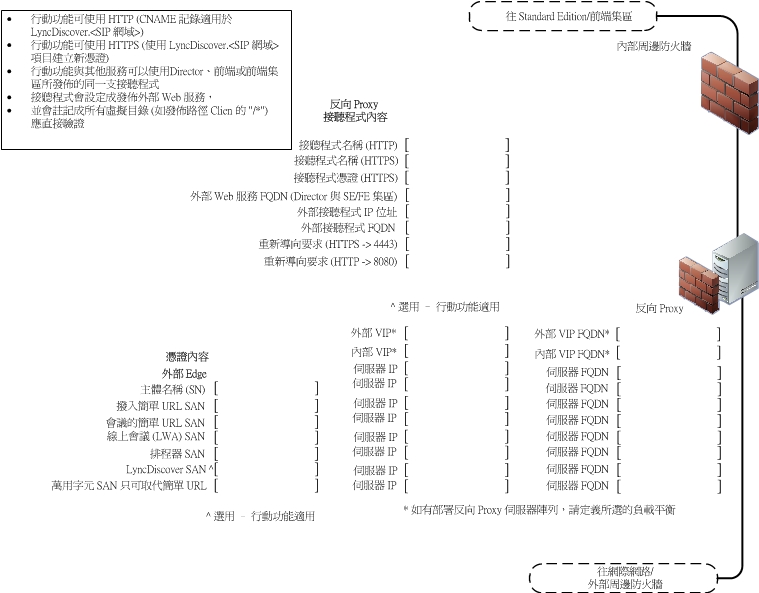 • 行動功能可使用 HTTP (CNAME 記錄適用於
LyncDiscover.<SIP 網域>)
• 行動功能可使用 HTTPS (使用 LyncDiscover.<SIP 網域>
項目建立新憑證)
• 行動功能與其他服務可以使用Director、前端或前端集
區所發佈的同一支接聽程式
• 接聽程式會設定成發佈外部 Web 服務，
• 並會註記成所有虛擬目錄 (如發佈路徑 Clien 的 "/*")
應直接驗證
往 Standard Edition/前端集區
內部周邊防火牆
反向 Proxy
接聽程式內容
接聽程式名稱 (HTTP) [ ]
接聽程式名稱 (HTTPS) [ ]
接聽程式憑證 (HTTPS) [ ]
外部 Web 服務 FQDN (Director 與 SE/FE 集區) [ ]
外部接聽程式 IP 位址 [ ]
外部接聽程式 FQDN [ ]
重新導向要求 (HTTPS -> 4443) [ ]
重新導向要求 (HTTP -> 8080) [ ]
^ 選用 － 行動功能適用
反向 Proxy
外部 VIP* [ ] 外部 VIP FQDN* [ ]
內部 VIP* [ ] 內部 VIP FQDN* [ ]
伺服器 IP [ ] 伺服器 FQDN [ ]
伺服器 IP [ ] 伺服器 FQDN [ ]
伺服器 IP [ ] 伺服器 FQDN [ ]
伺服器 IP [ ] 伺服器 FQDN [ ]
伺服器 IP [ ] 伺服器 FQDN [ ]
伺服器 IP [ ] 伺服器 FQDN [ ]
伺服器 IP [ ] 伺服器 FQDN [ ]
伺服器 IP [ ] 伺服器 FQDN [ ]
憑證內容
外部 Edge
主體名稱 (SN) [ ]
撥入簡單 URL SAN [ ]
會議的簡單 URL SAN [ ]
線上會議 (LWA) SAN [ ]
排程器 SAN [ ]
LyncDiscover SAN ^[ ]
萬用字元 SAN 只可取代簡單 URL [ ]
^ 選用 － 行動功能適用
* 如有部署反向 Proxy 伺服器陣列，請定義所選的負載平衡
往網際網路/
外部周邊防火牆